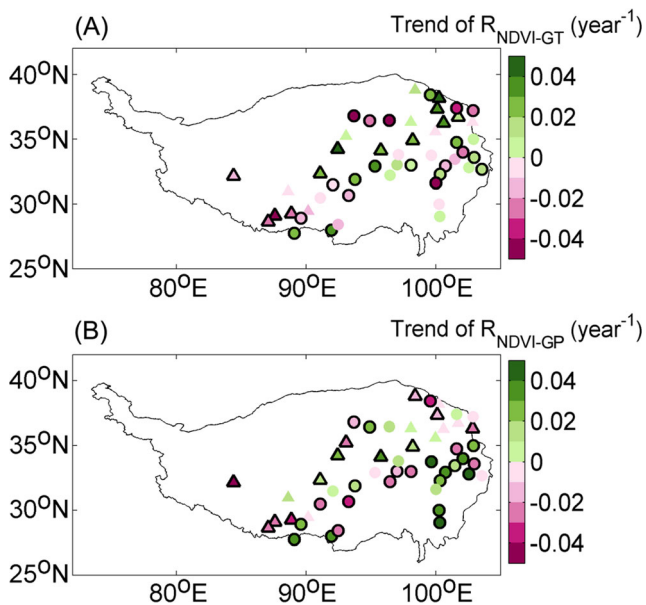 (A) Trend of R_NDVI-GT (year⁻¹)
40°N
35°N
30°N
25°N
80°E 90°E 100°E
0.04
0.02
0
-0.02
-0.04
(B) Trend of R_NDVI-GP (year⁻¹)
40°N
35°N
30°N
25°N
80°E 90°E 100°E
0.04
0.02
0
-0.02
-0.04